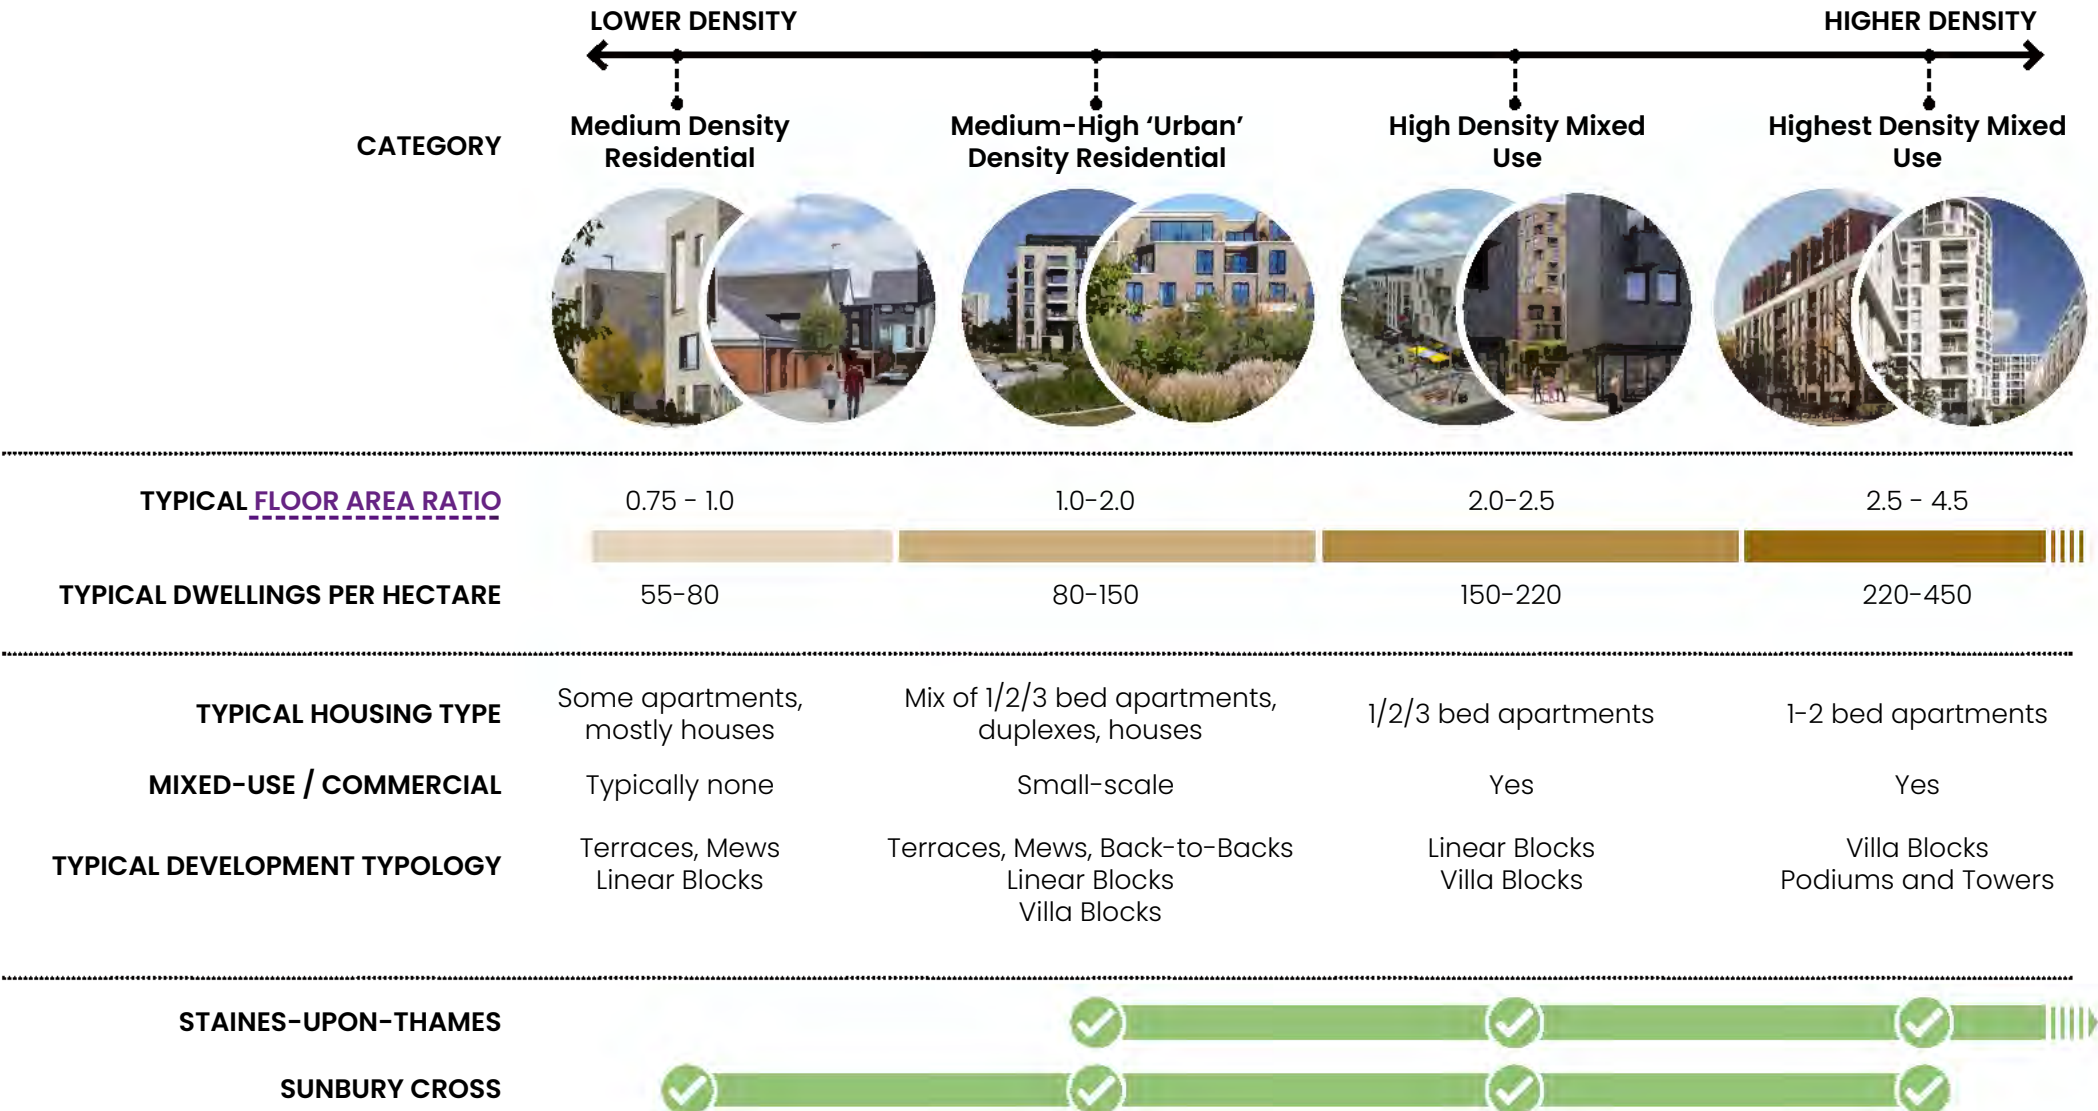 LOWER DENSITY
HIGHER DENSITY
CATEGORY
Medium Density
Residential
Medium-High ‘Urban’
Density Residential
High Density Mixed
Use
Highest Density Mixed
Use
TYPICAL FLOOR AREA RATIO
0.75 - 1.0
1.0-2.0
2.0-2.5
2.5 - 4.5
TYPICAL DWELLINGS PER HECTARE
55-80
80-150
150-220
220-450
TYPICAL HOUSING TYPE
Some apartments,
mostly houses
Mix of 1/2/3 bed apartments,
duplexes, houses
1/2/3 bed apartments
1-2 bed apartments
MIXED-USE / COMMERCIAL
Typically none
Small-scale
Yes
Yes
TYPICAL DEVELOPMENT TYPOLOGY
Terraces, Mews
Linear Blocks
Terraces, Mews, Back-to-Backs
Linear Blocks
Villa Blocks
Linear Blocks
Villa Blocks
Villa Blocks
Podiums and Towers
STAINES-UPON-THAMES
SUNBURY CROSS